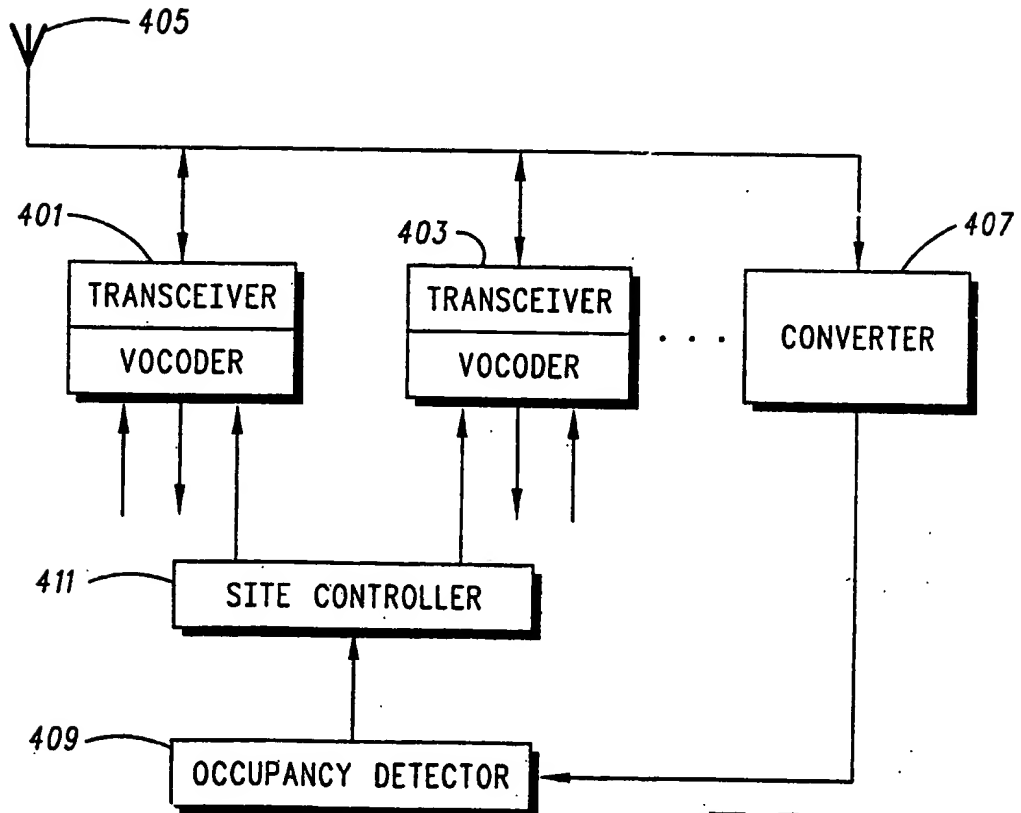 405
401
403
407
TRANSCEIVER
VOCODER
TRANSCEIVER
VOCODER
. . .
CONVERTER
411
SITE CONTROLLER
409
OCCUPANCY DETECTOR